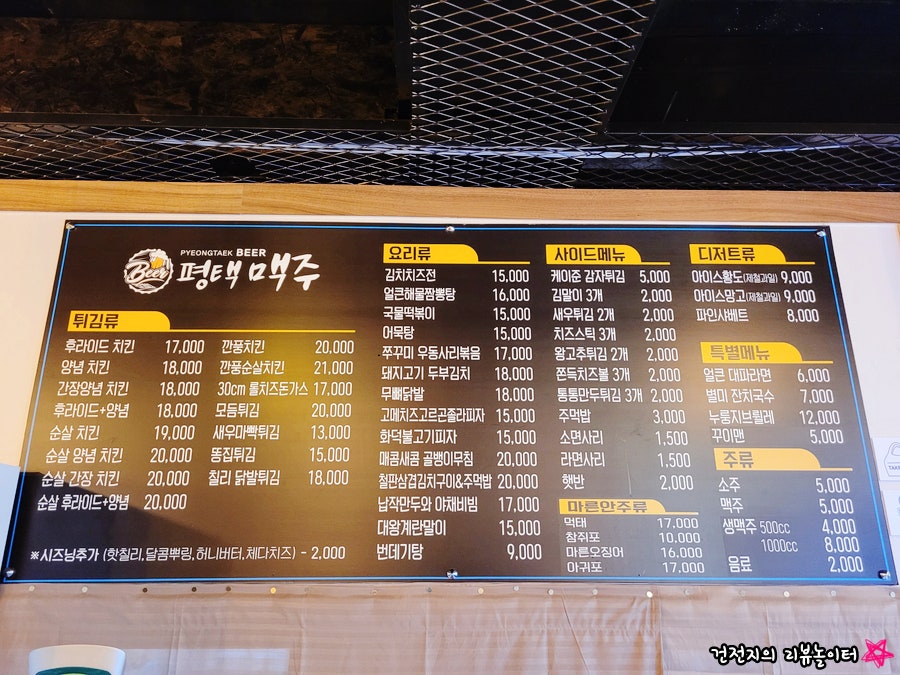 PYEONGTAEK BEER
Beer 평택 맥주
튀김류
후라이드 치킨 17,000
양념 치킨 18,000
간장양념 치킨 18,000
후라이드+양념 18,000
순살 치킨 19,000
순살 양념 치킨 20,000
순살 간장 치킨 20,000
순살 후라이드+양념 20,000
깐풍치킨 20,000
깐풍순살치킨 21,000
30cm 롤치즈돈가스 17,000
모듬튀김 20,000
새우마빡튀김 13,000
똥집튀김 15,000
칠리 닭발튀김 18,000
※시즈닝추가 (핫칠리,달콤뿌링,허니버터,체다치즈) - 2,000
요리류
김치치즈전 15,000
얼큰해물짬뽕탕 16,000
국물떡볶이 15,000
어묵탕 15,000
쭈꾸미 우동사리볶음 17,000
돼지고기 두부김치 18,000
무뼈닭발 18,000
고메치즈고르곤졸라피자 15,000
화덕불고기피자 15,000
매콤새콤 골뱅이무침 20,000
철판삼겹김치구이&주먹밥 20,000
납작만두와 야채비빔 17,000
대왕계란말이 15,000
번데기탕 9,000
사이드메뉴
케이준 감자튀김 5,000
김말이 3개 2,000
새우튀김 2개 2,000
치즈스틱 3개 2,000
왕고추튀김 2개 2,000
쫀득치즈볼 3개 2,000
통통만두튀김 3개 2,000
주먹밥 3,000
소면사리 1,500
라면사리 1,500
햇반 2,000
마른안주류
먹태 17,000
참쥐포 10,000
마른오징어 16,000
아귀포 17,000
디저트류
아이스황도(제철과일) 9,000
아이스망고(제철과일) 9,000
파인샤베트 8,000
특별메뉴
얼큰 대파라면 6,000
별미 잔치국수 7,000
누룽지브륄레 12,000
꾸이맨 5,000
주류
소주 5,000
맥주 5,000
생맥주 500cc 4,000
1000cc 8,000
음료 2,000
TAKE
건전지의 리뷰놀이터